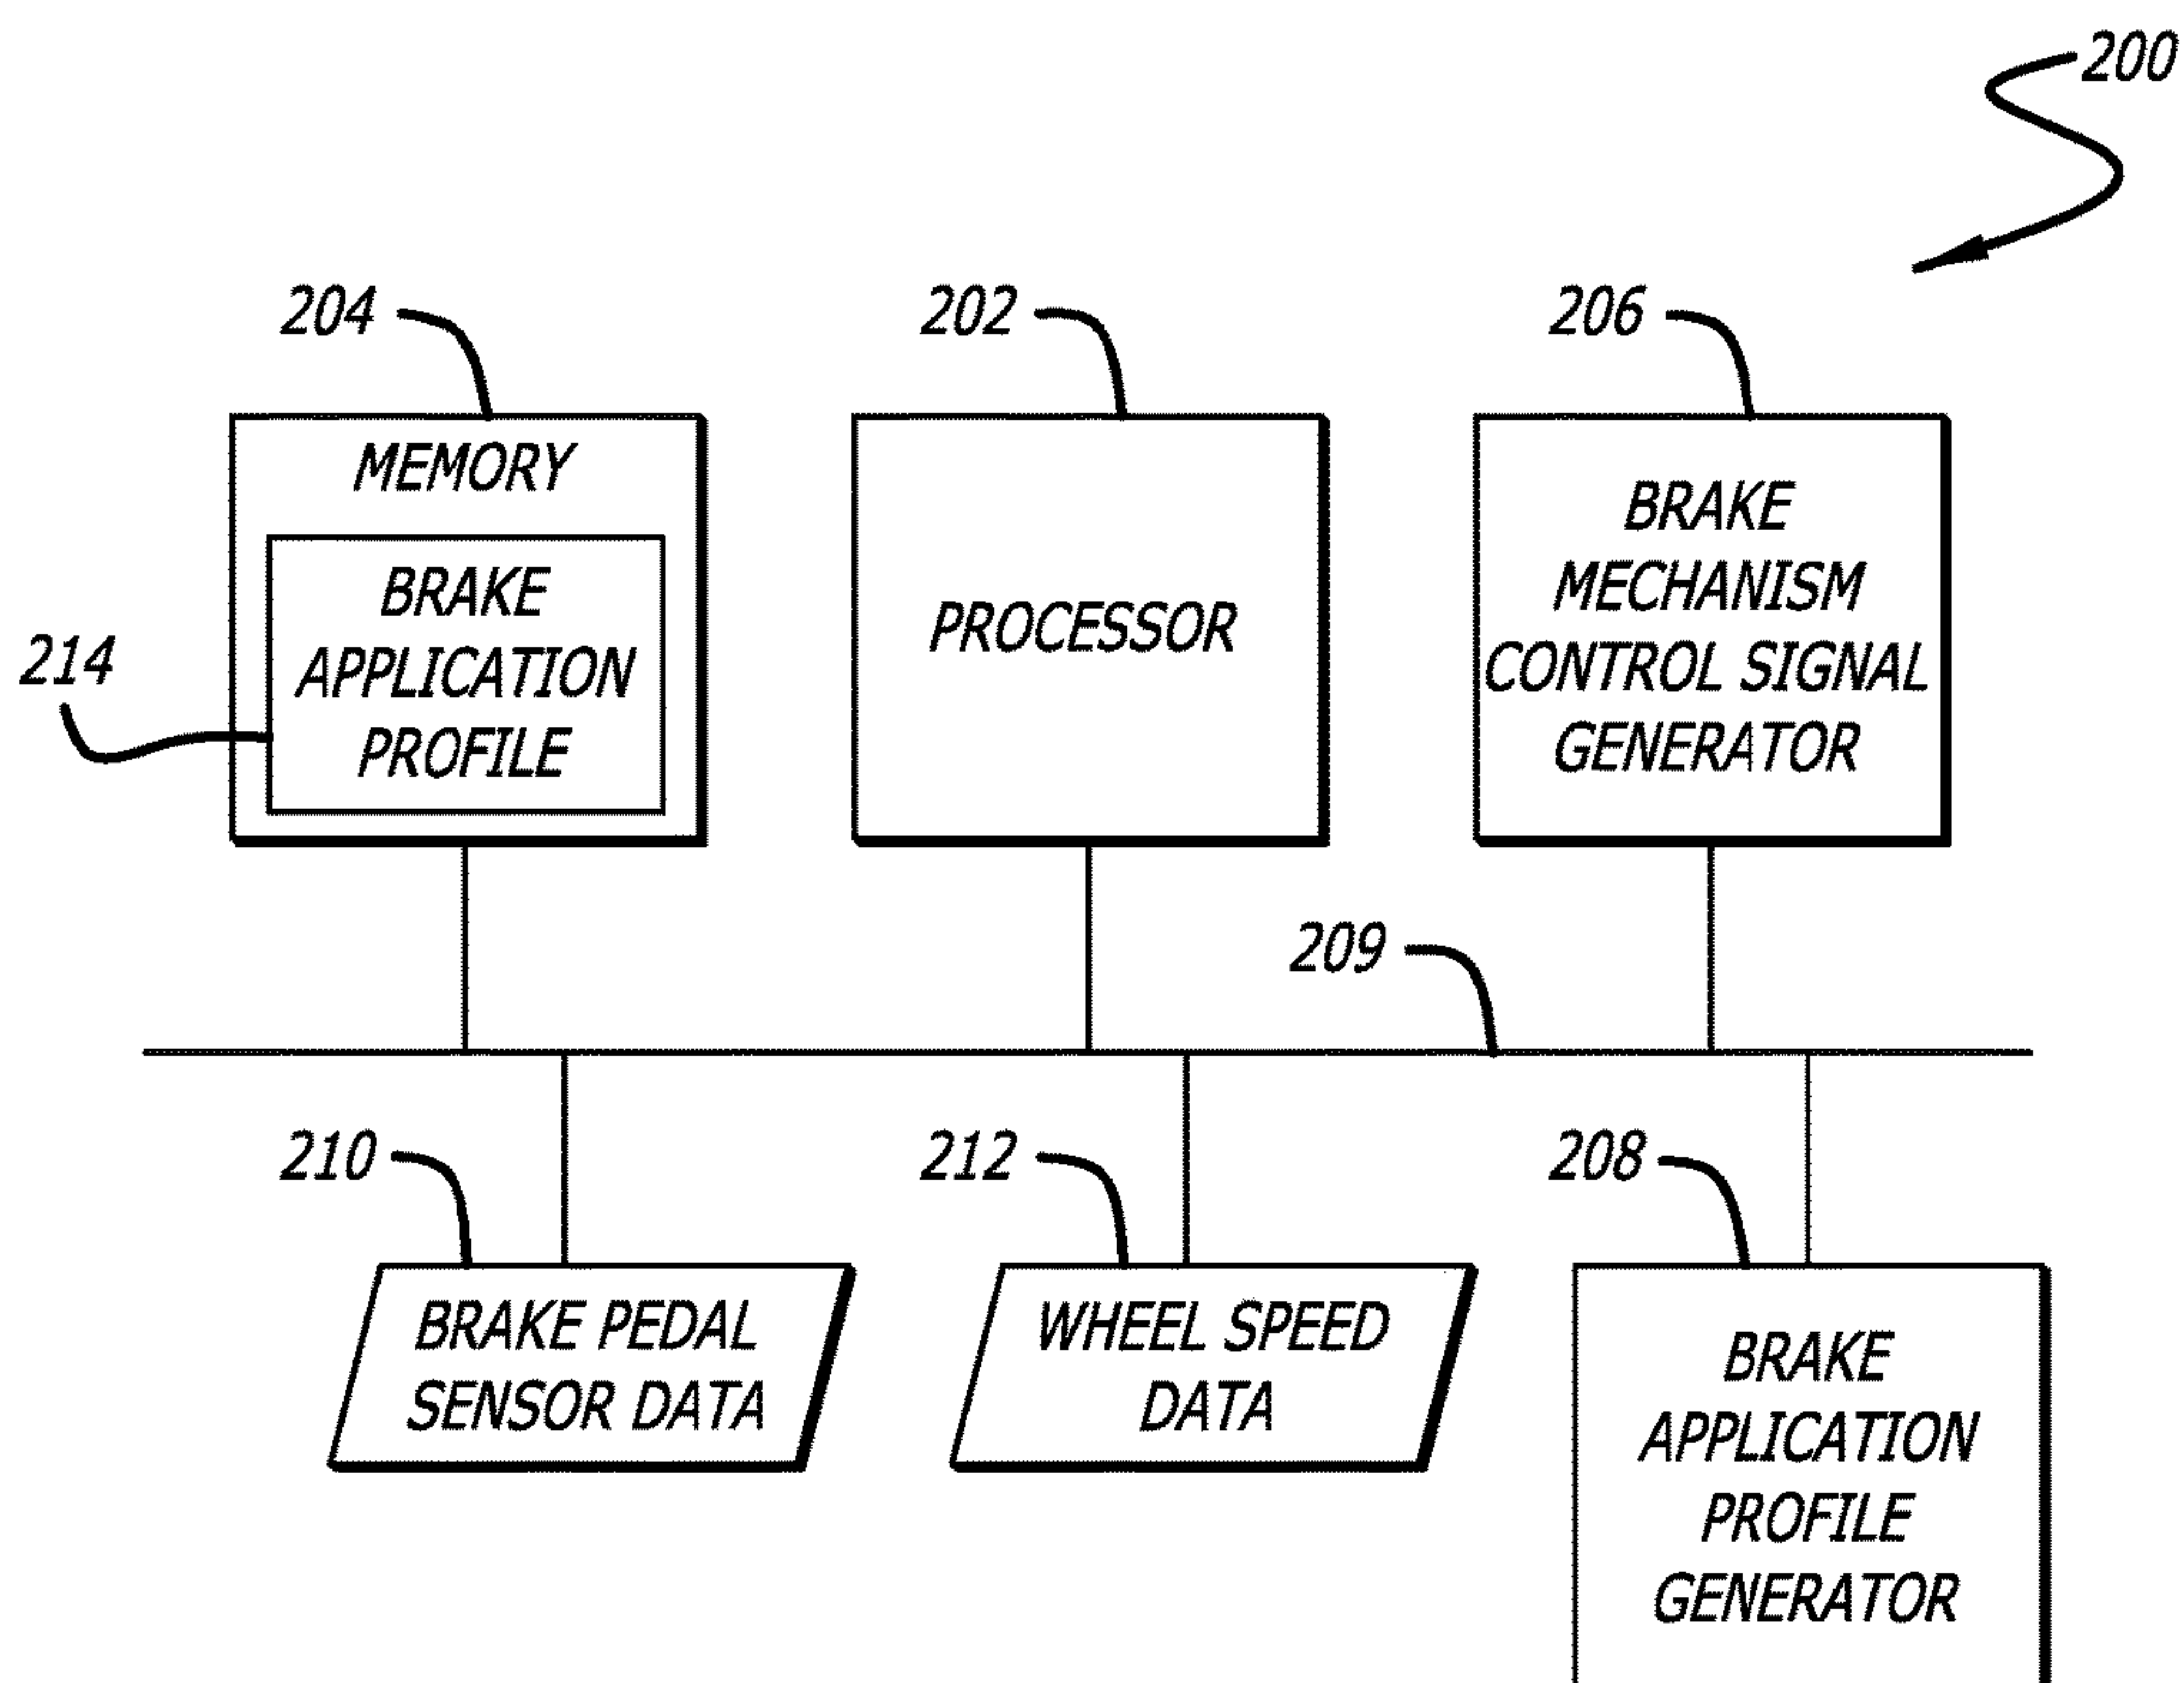 200
204
202
206
MEMORY
BRAKE
APPLICATION
PROFILE
214
PROCESSOR
BRAKE
MECHANISM
CONTROL SIGNAL
GENERATOR
209
210
212
208
BRAKE PEDAL
SENSOR DATA
WHEEL SPEED
DATA
BRAKE
APPLICATION
PROFILE
GENERATOR